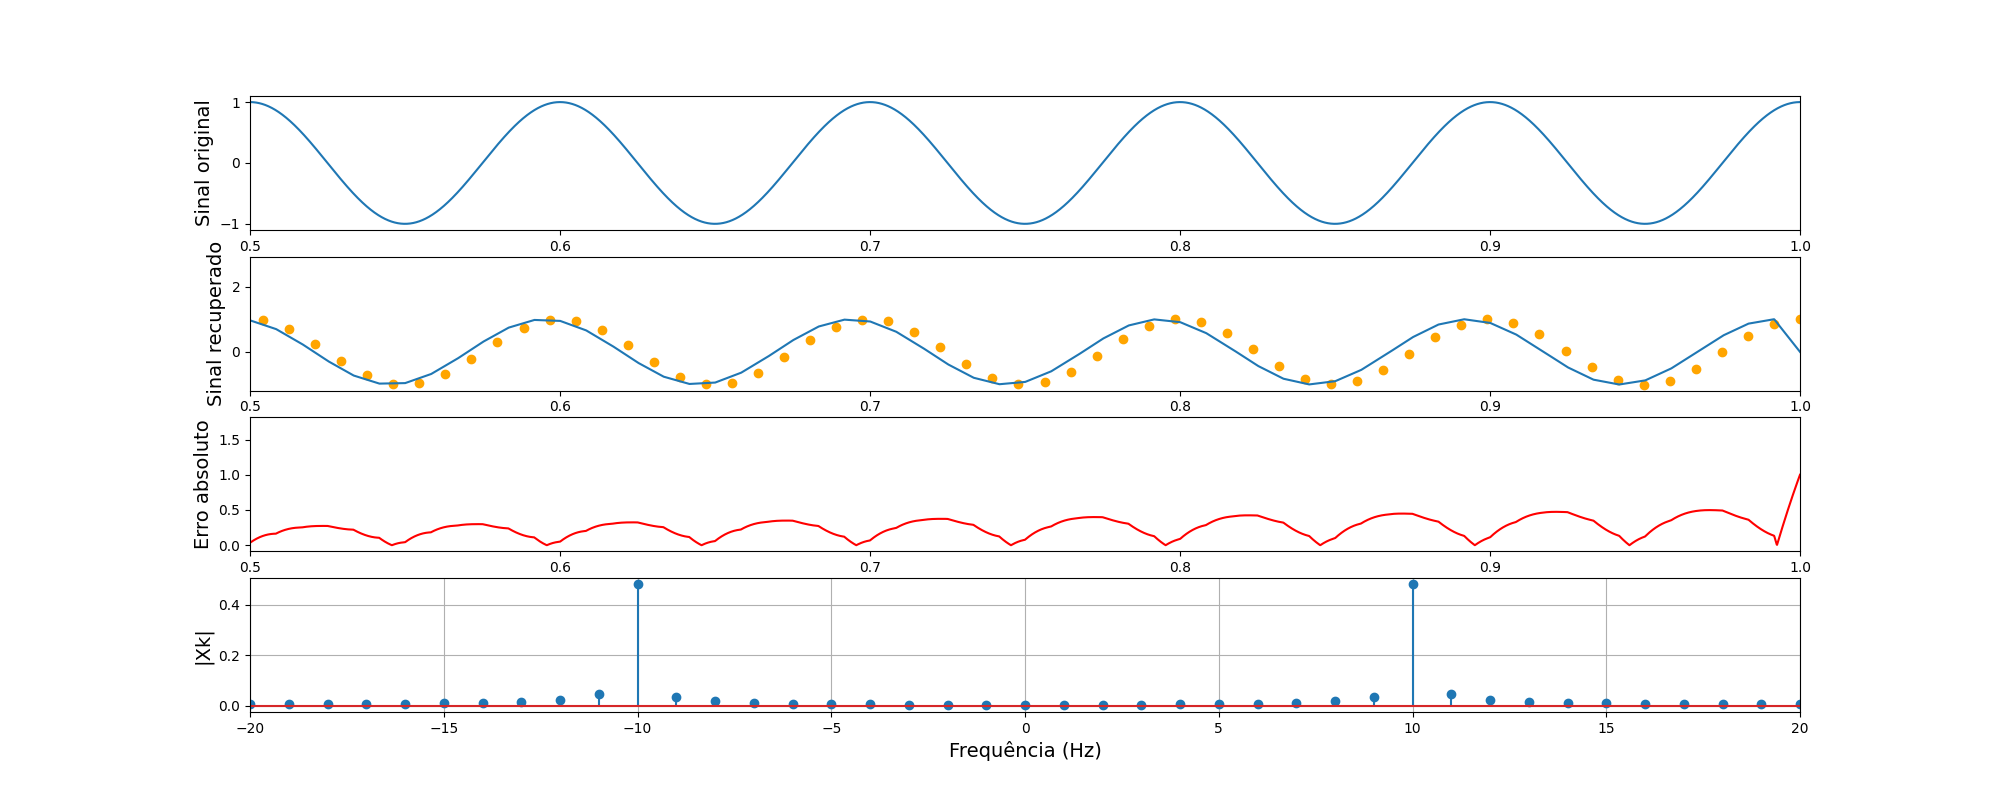 Sinal original
1
0
−1
0.5 0.6 0.7 0.8 0.9 1.0
Sinal recuperado
2
0
0.5 0.6 0.7 0.8 0.9 1.0
Erro absoluto
1.5
1.0
0.5
0.0
0.5 0.6 0.7 0.8 0.9 1.0
|Xk|
0.4
0.2
0.0
−20 −15 −10 −5 0 5 10 15 20
Frequência (Hz)